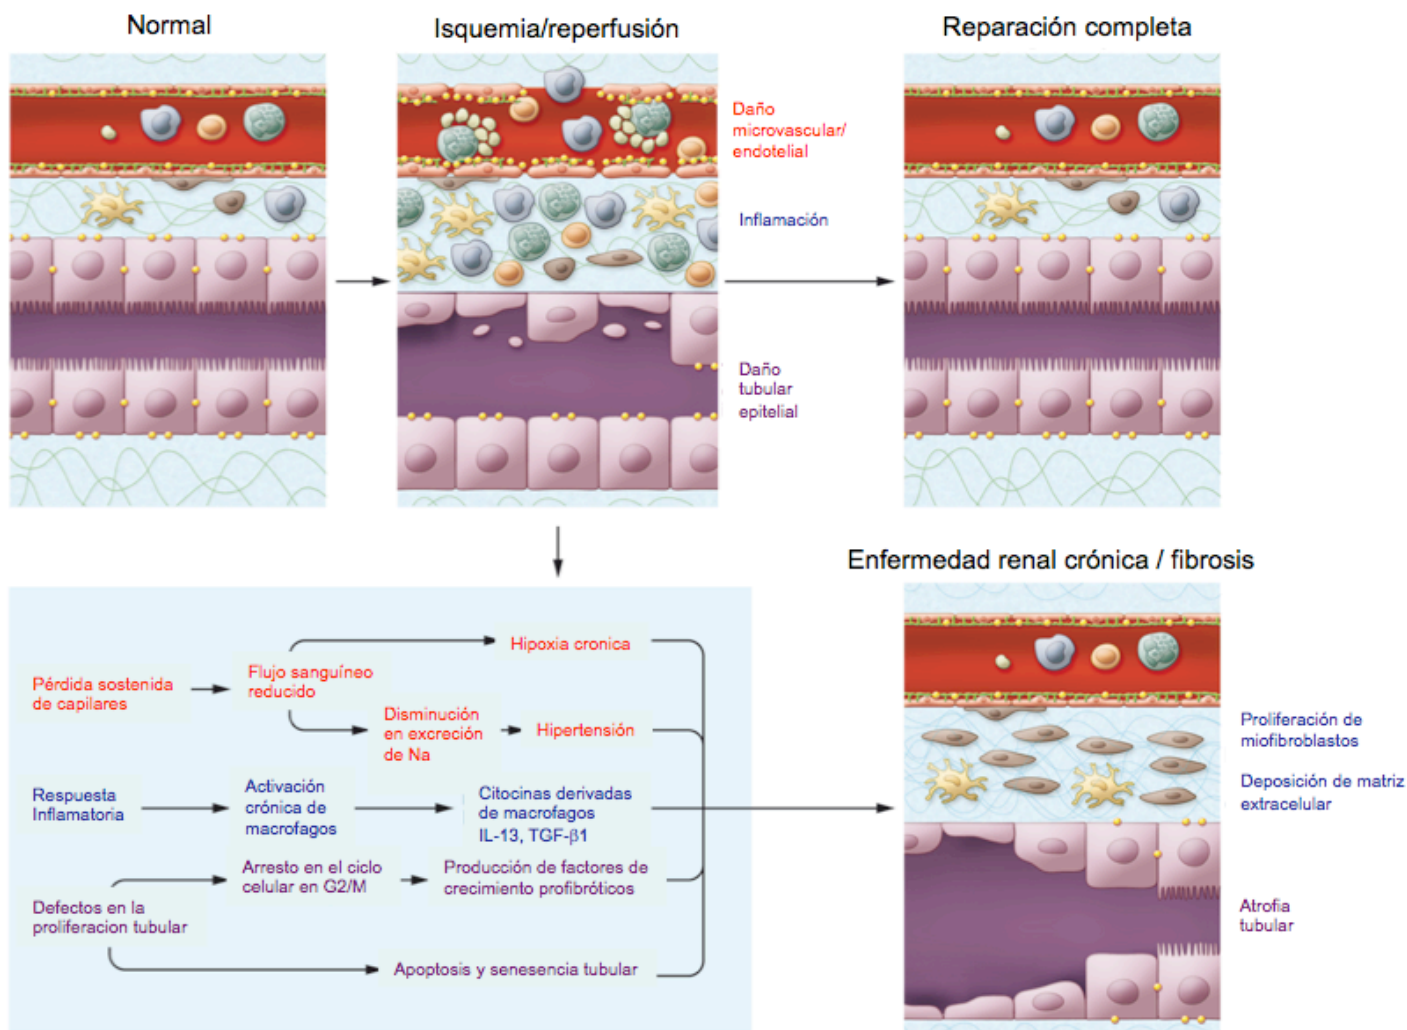 Normal
Isquemia/reperfusión
Reparación completa
Daño
microvascular/
endotelial
Inflamación
Daño
tubular
epitelial
Enfermedad renal crónica / fibrosis
Hipoxia cronica
Pérdida sostenida
de capilares
Flujo sanguíneo
reducido
Disminución
en excreción
de Na
Hipertensión
Respuesta
Inflamatoria
Activación
crónica de
macrofagos
Citocinas derivadas
de macrofagos
IL-13, TGF-β1
Defectos en la
proliferacion tubular
Arresto en el ciclo
celular en G2/M
Producción de factores de
crecimiento profibróticos
Apoptosis y senesencia tubular
Proliferación de
miofibroblastos
Deposición de matriz
extracelular
Atrofia
tubular